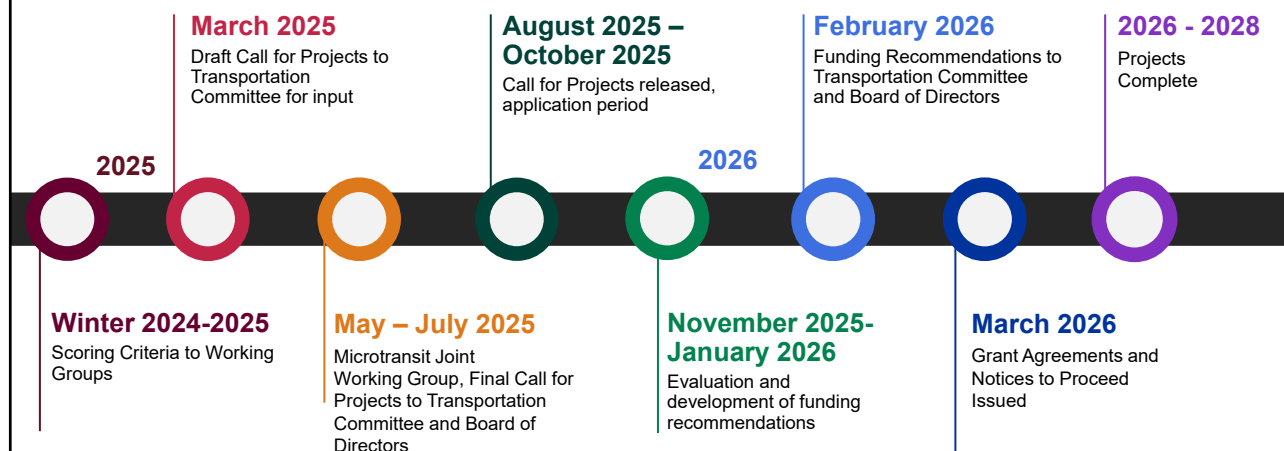 March 2025
Draft Call for Projects to
Transportation
Committee for input
August 2025 –
October 2025
Call for Projects released,
application period
February 2026
Funding Recommendations to
Transportation Committee
and Board of Directors
2026 - 2028
Projects
Complete
2025
2026
Winter 2024-2025
Scoring Criteria to Working
Groups
May – July 2025
Microtransit Joint
Working Group, Final Call for
Projects to Transportation
Committee and Board of
Directors
November 2025-
January 2026
Evaluation and
development of funding
recommendations
March 2026
Grant Agreements and
Notices to Proceed
Issued